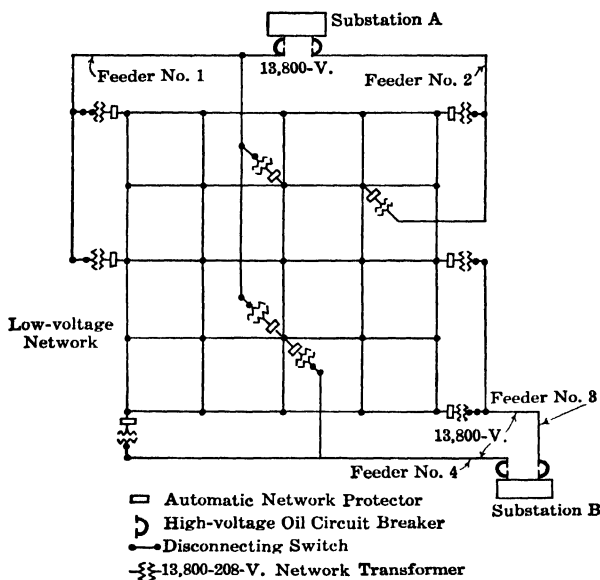 Substation A
13,800-V.
Feeder No. 1
Feeder No. 2
Low-voltage
Network
Feeder No. 3
13,800-V.
Feeder No. 4
Substation B
Automatic Network Protector
High-voltage Oil Circuit Breaker
Disconnecting Switch
13,800-208-V. Network Transformer